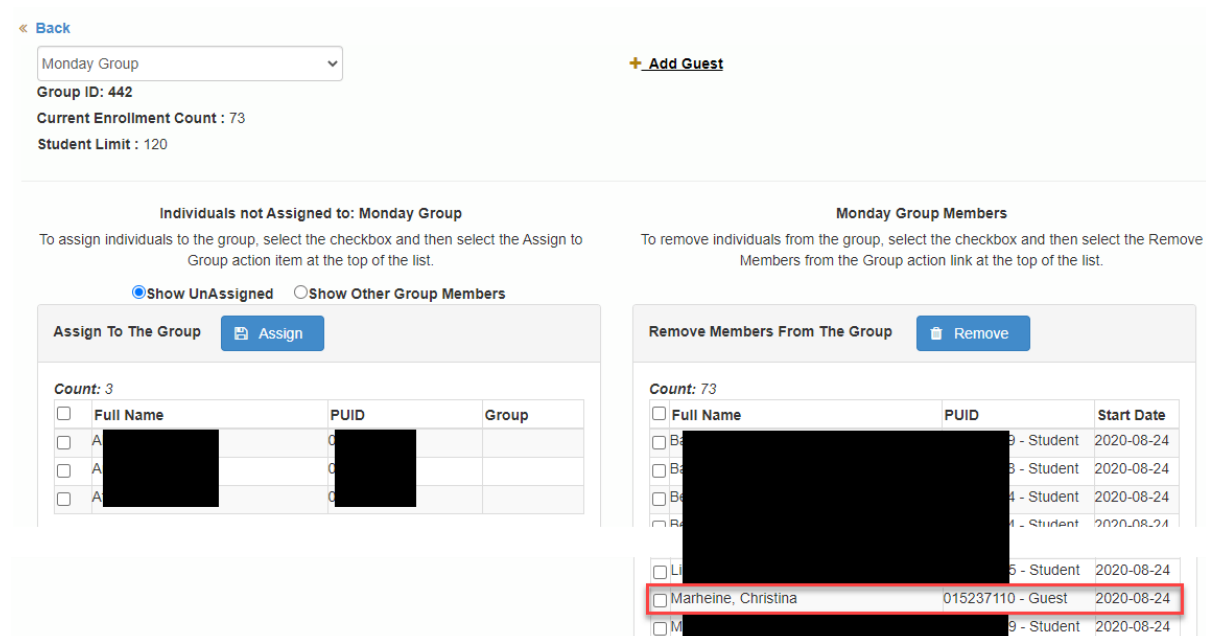 « Back
Monday Group
+ Add Guest
Group ID: 442
Current Enrollment Count : 73
Student Limit : 120
Individuals not Assigned to: Monday Group
To assign individuals to the group, select the checkbox and then select the Assign to
Group action item at the top of the list.
Show UnAssigned Show Other Group Members
Assign To The Group Assign
Count: 3
Full Name PUID Group
A 0
A 0
A 0
Monday Group Members
To remove individuals from the group, select the checkbox and then select the Remove
Members from the Group action link at the top of the list.
Remove Members From The Group Remove
Count: 73
Full Name PUID Start Date
Ba 9 - Student 2020-08-24
Ba 8 - Student 2020-08-24
Be 4 - Student 2020-08-24
Be 4 - Student 2020-08-24
Li 5 - Student 2020-08-24
Marheine, Christina 015237110 - Guest 2020-08-24
M 9 - Student 2020-08-24